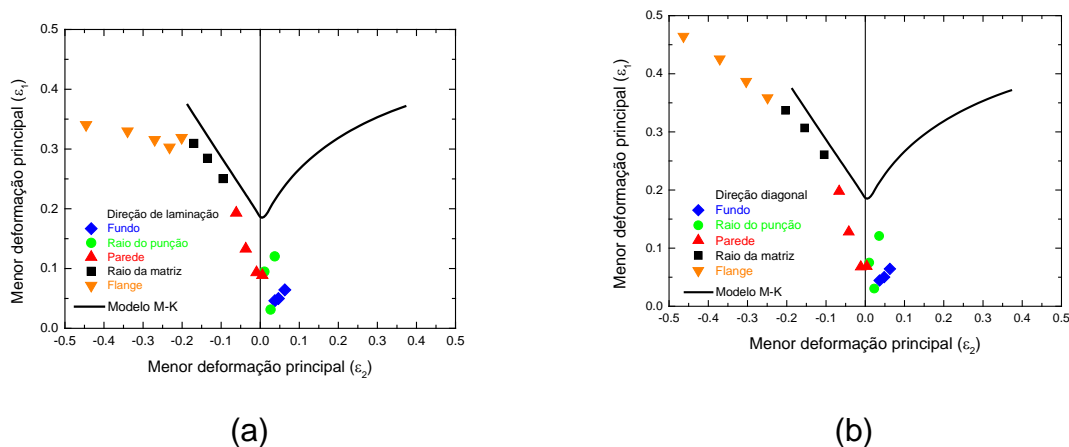 0.5
0.4
0.3
0.2
0.1
0.0
Menor deformação principal (ε1)
Direção de laminação
Fundo
Raio do punção
Parede
Raio da matriz
Flange
Modelo M-K
-0.5 -0.4 -0.3 -0.2 -0.1 0.0 0.1 0.2 0.3 0.4 0.5
Menor deformação principal (ε2)
(a)
0.5
0.4
0.3
0.2
0.1
0.0
Menor deformação principal (ε1)
Direção diagonal
Fundo
Raio do punção
Parede
Raio da matriz
Flange
Modelo M-K
-0.5 -0.4 -0.3 -0.2 -0.1 0.0 0.1 0.2 0.3 0.4 0.5
Menor deformação principal (ε2)
(b)